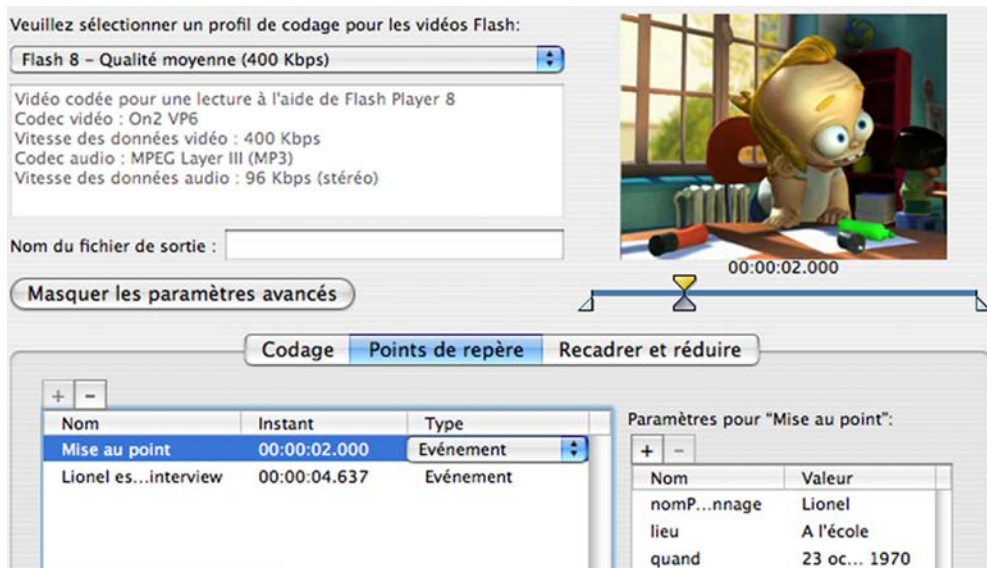 Veuillez sélectionner un profil de codage pour les vidéos Flash:
Flash 8 – Qualité moyenne (400 Kbps)
Vidéo codée pour une lecture à l'aide de Flash Player 8
Codec vidéo : On2 VP6
Vitesse des données vidéo : 400 Kbps
Codec audio : MPEG Layer III (MP3)
Vitesse des données audio : 96 Kbps (stéréo)
Nom du fichier de sortie :
00:00:02.000
Masquer les paramètres avancés
Codage Points de repère Recadrer et réduire
+ -
Nom Instant Type
Mise au point 00:00:02.000 Evénement
Lionel es...interview 00:00:04.637 Evénement
Paramètres pour “Mise au point”:
+ -
Nom Valeur
nomP...nnage Lionel
lieu A l'école
quand 23 oc... 1970